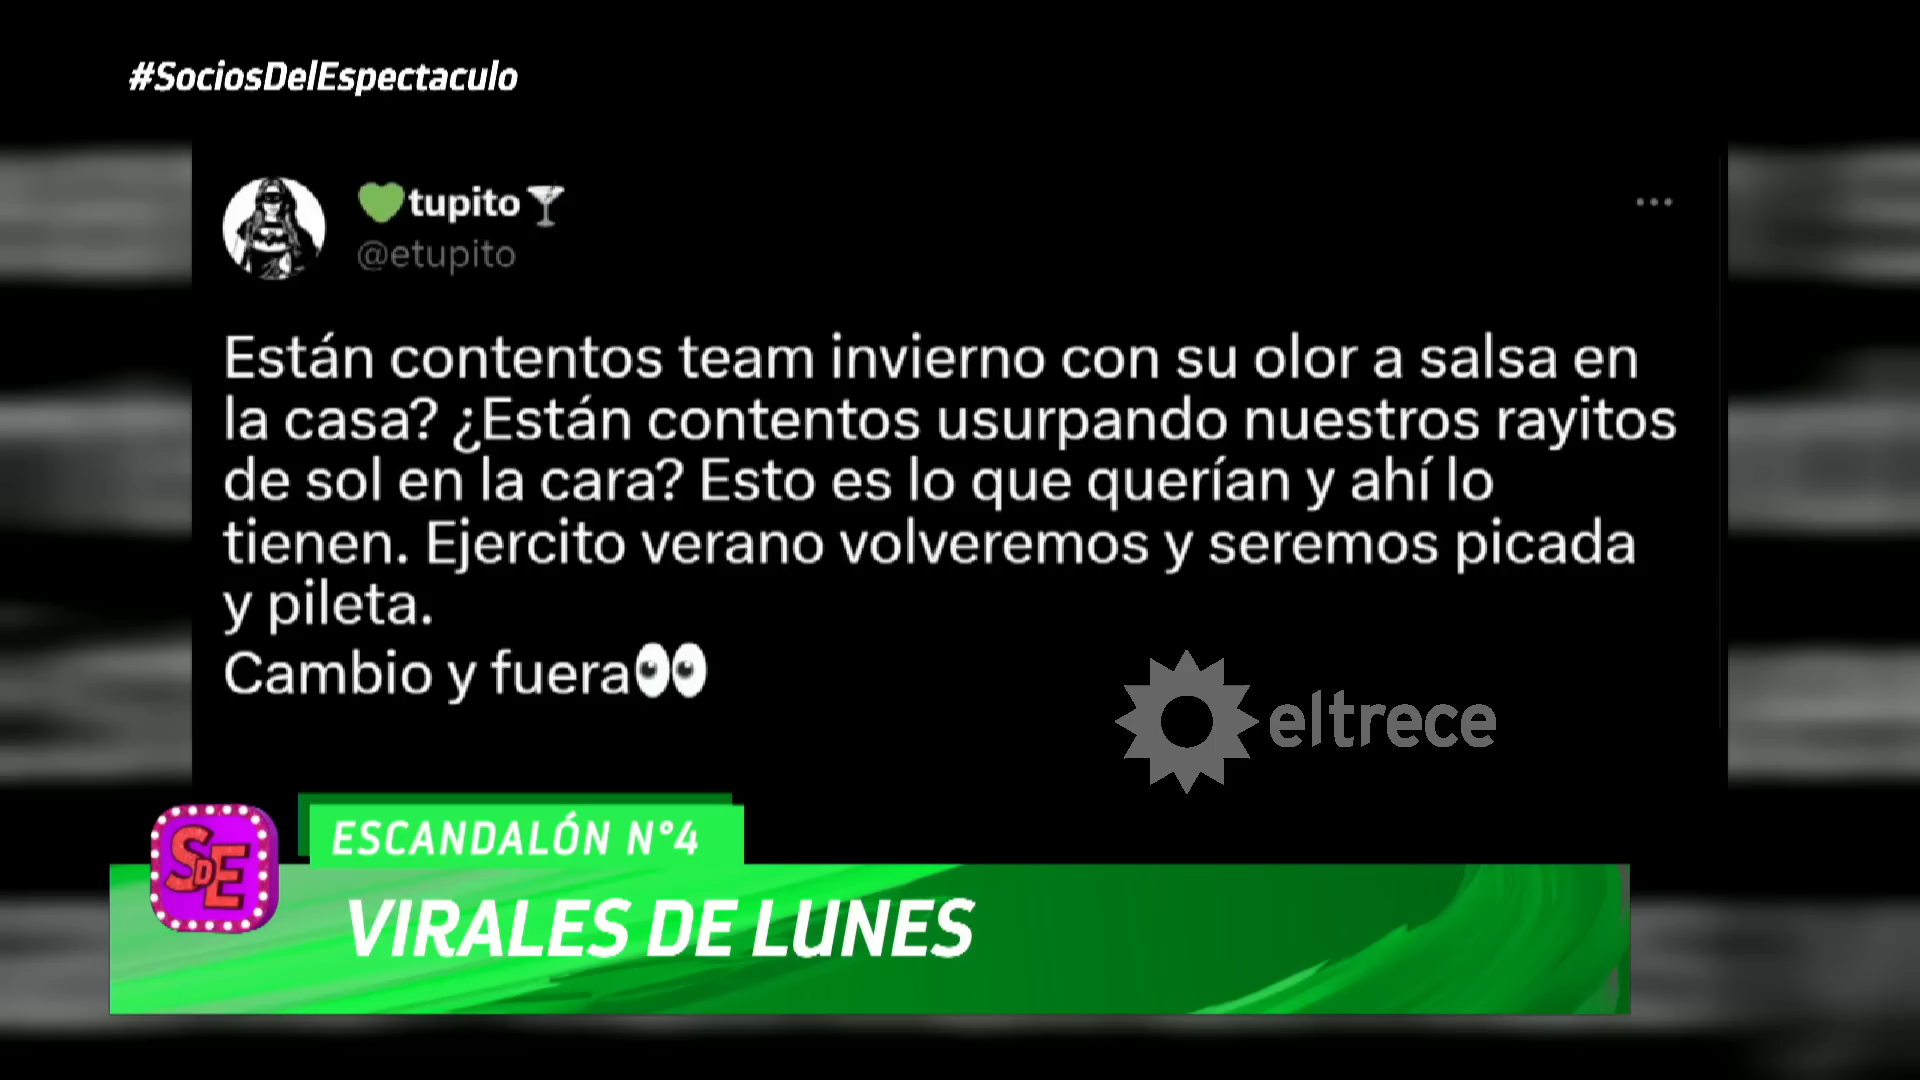 #SociosDelEspectaculo
💚tupito🍸
@etupito
Están contentos team invierno con su olor a salsa en
la casa? ¿Están contentos usurpando nuestros rayitos
de sol en la cara? Esto es lo que querían y ahí lo
tienen. Ejercito verano volveremos y seremos picada
y pileta.
Cambio y fuera👀
eltrece
SDE
ESCANDALÓN N°4
VIRALES DE LUNES